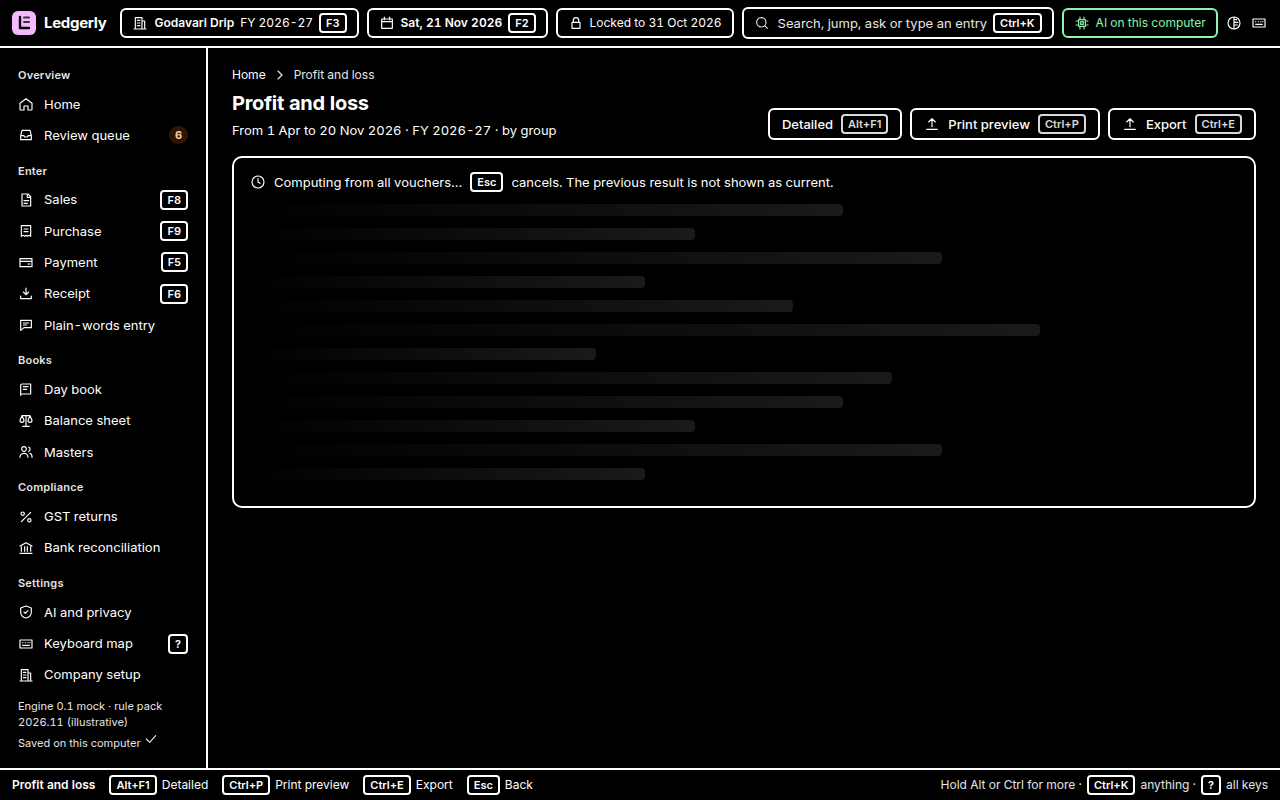 Ledgerly
Godavari Drip FY 2026-27 F3
Sat, 21 Nov 2026 F2
Locked to 31 Oct 2026
Search, jump, ask or type an entry Ctrl+K
AI on this computer
Overview
Home
Review queue 6
Enter
Sales F8
Purchase F9
Payment F5
Receipt F6
Plain-words entry
Books
Day book
Balance sheet
Masters
Compliance
GST returns
Bank reconciliation
Settings
AI and privacy
Keyboard map ?
Company setup
Engine 0.1 mock · rule pack
2026.11 (illustrative)
Saved on this computer
Home Profit and loss
Profit and loss
From 1 Apr to 20 Nov 2026 · FY 2026-27 · by group
Detailed Alt+F1
Print preview Ctrl+P
Export Ctrl+E
Computing from all vouchers... Esc cancels. The previous result is not shown as current.
Profit and loss Alt+F1 Detailed Ctrl+P Print preview Ctrl+E Export Esc Back
Hold Alt or Ctrl for more · Ctrl+K anything · ? all keys